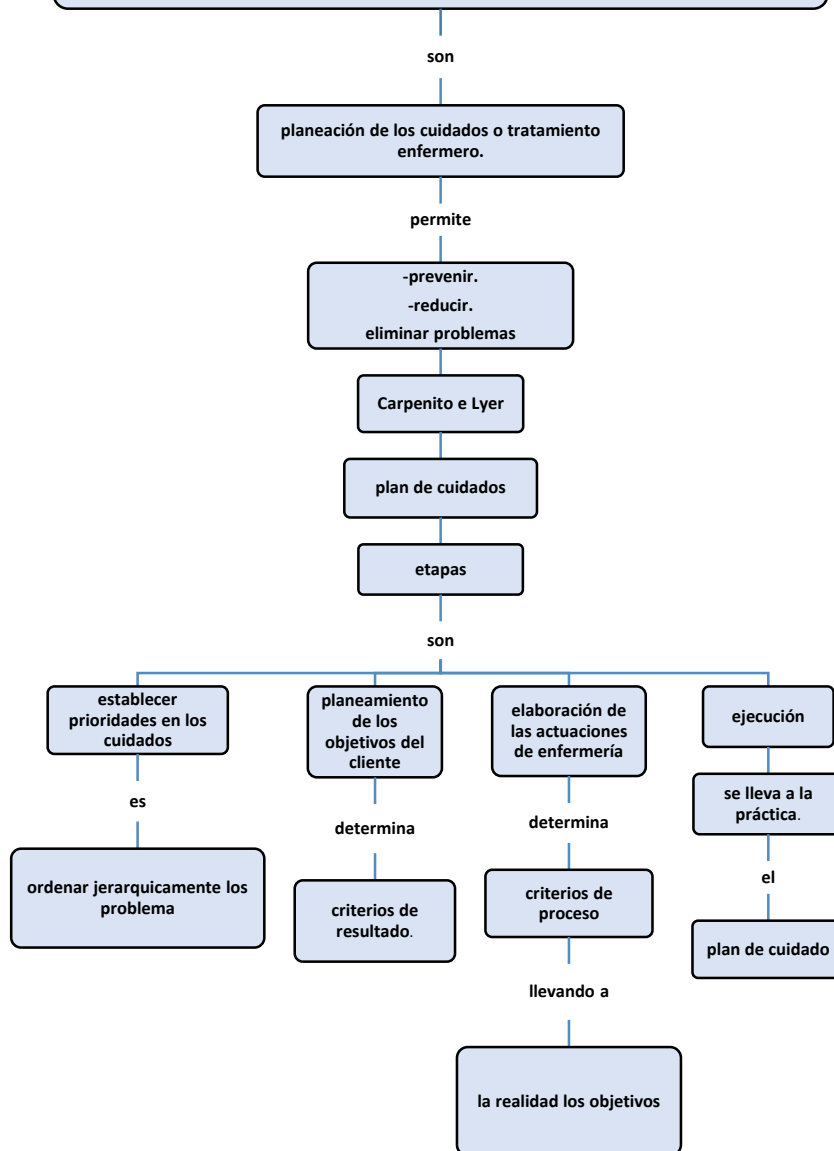 son
planeación de los cuidados o tratamiento
enfermero.
permite
-prevenir.
-reducir.
eliminar problemas
Carpenito e Lyer
plan de cuidados
etapas
son
establecer
prioridades en los
cuidados
planeamiento
de los
objetivos del
cliente
elaboración de
las actuaciones
de enfermería
ejecución
es
determina
determina
se lleva a la
práctica.
ordenar jerarquicamente los
problema
criterios de
resultado.
criterios de
proceso
el
plan de cuidado
llevando a
la realidad los objetivos